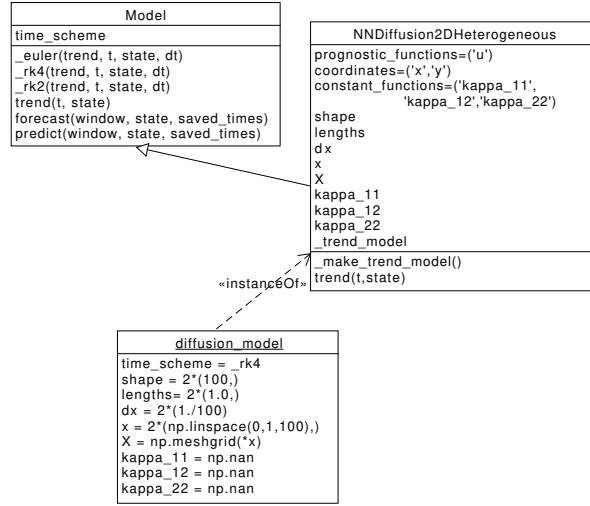 Model
time_scheme
_euler(trend, t, state, dt)
_rk4(trend, t, state, dt)
_rk2(trend, t, state, dt)
trend(t, state)
forecast(window, state, saved_times)
predict(window, state, saved_times)
NNDiffusion2DHeterogeneous
prognostic_functions=('u')
coordinates=('x','y')
constant_functions=('kappa_11',
'kappa_12','kappa_22')
shape
lengths
dx
x
X
kappa_11
kappa_12
kappa_22
_trend_model
_make_trend_model()
trend(t,state)
«instanceOf»
diffusion_model
time_scheme = _rk4
shape = 2*(100,)
lengths= 2*(1.0,)
dx = 2*(1./100)
x = 2*(np.linspace(0,1,100),)
X = np.meshgrid(*x)
kappa_11 = np.nan
kappa_12 = np.nan
kappa_22 = np.nan